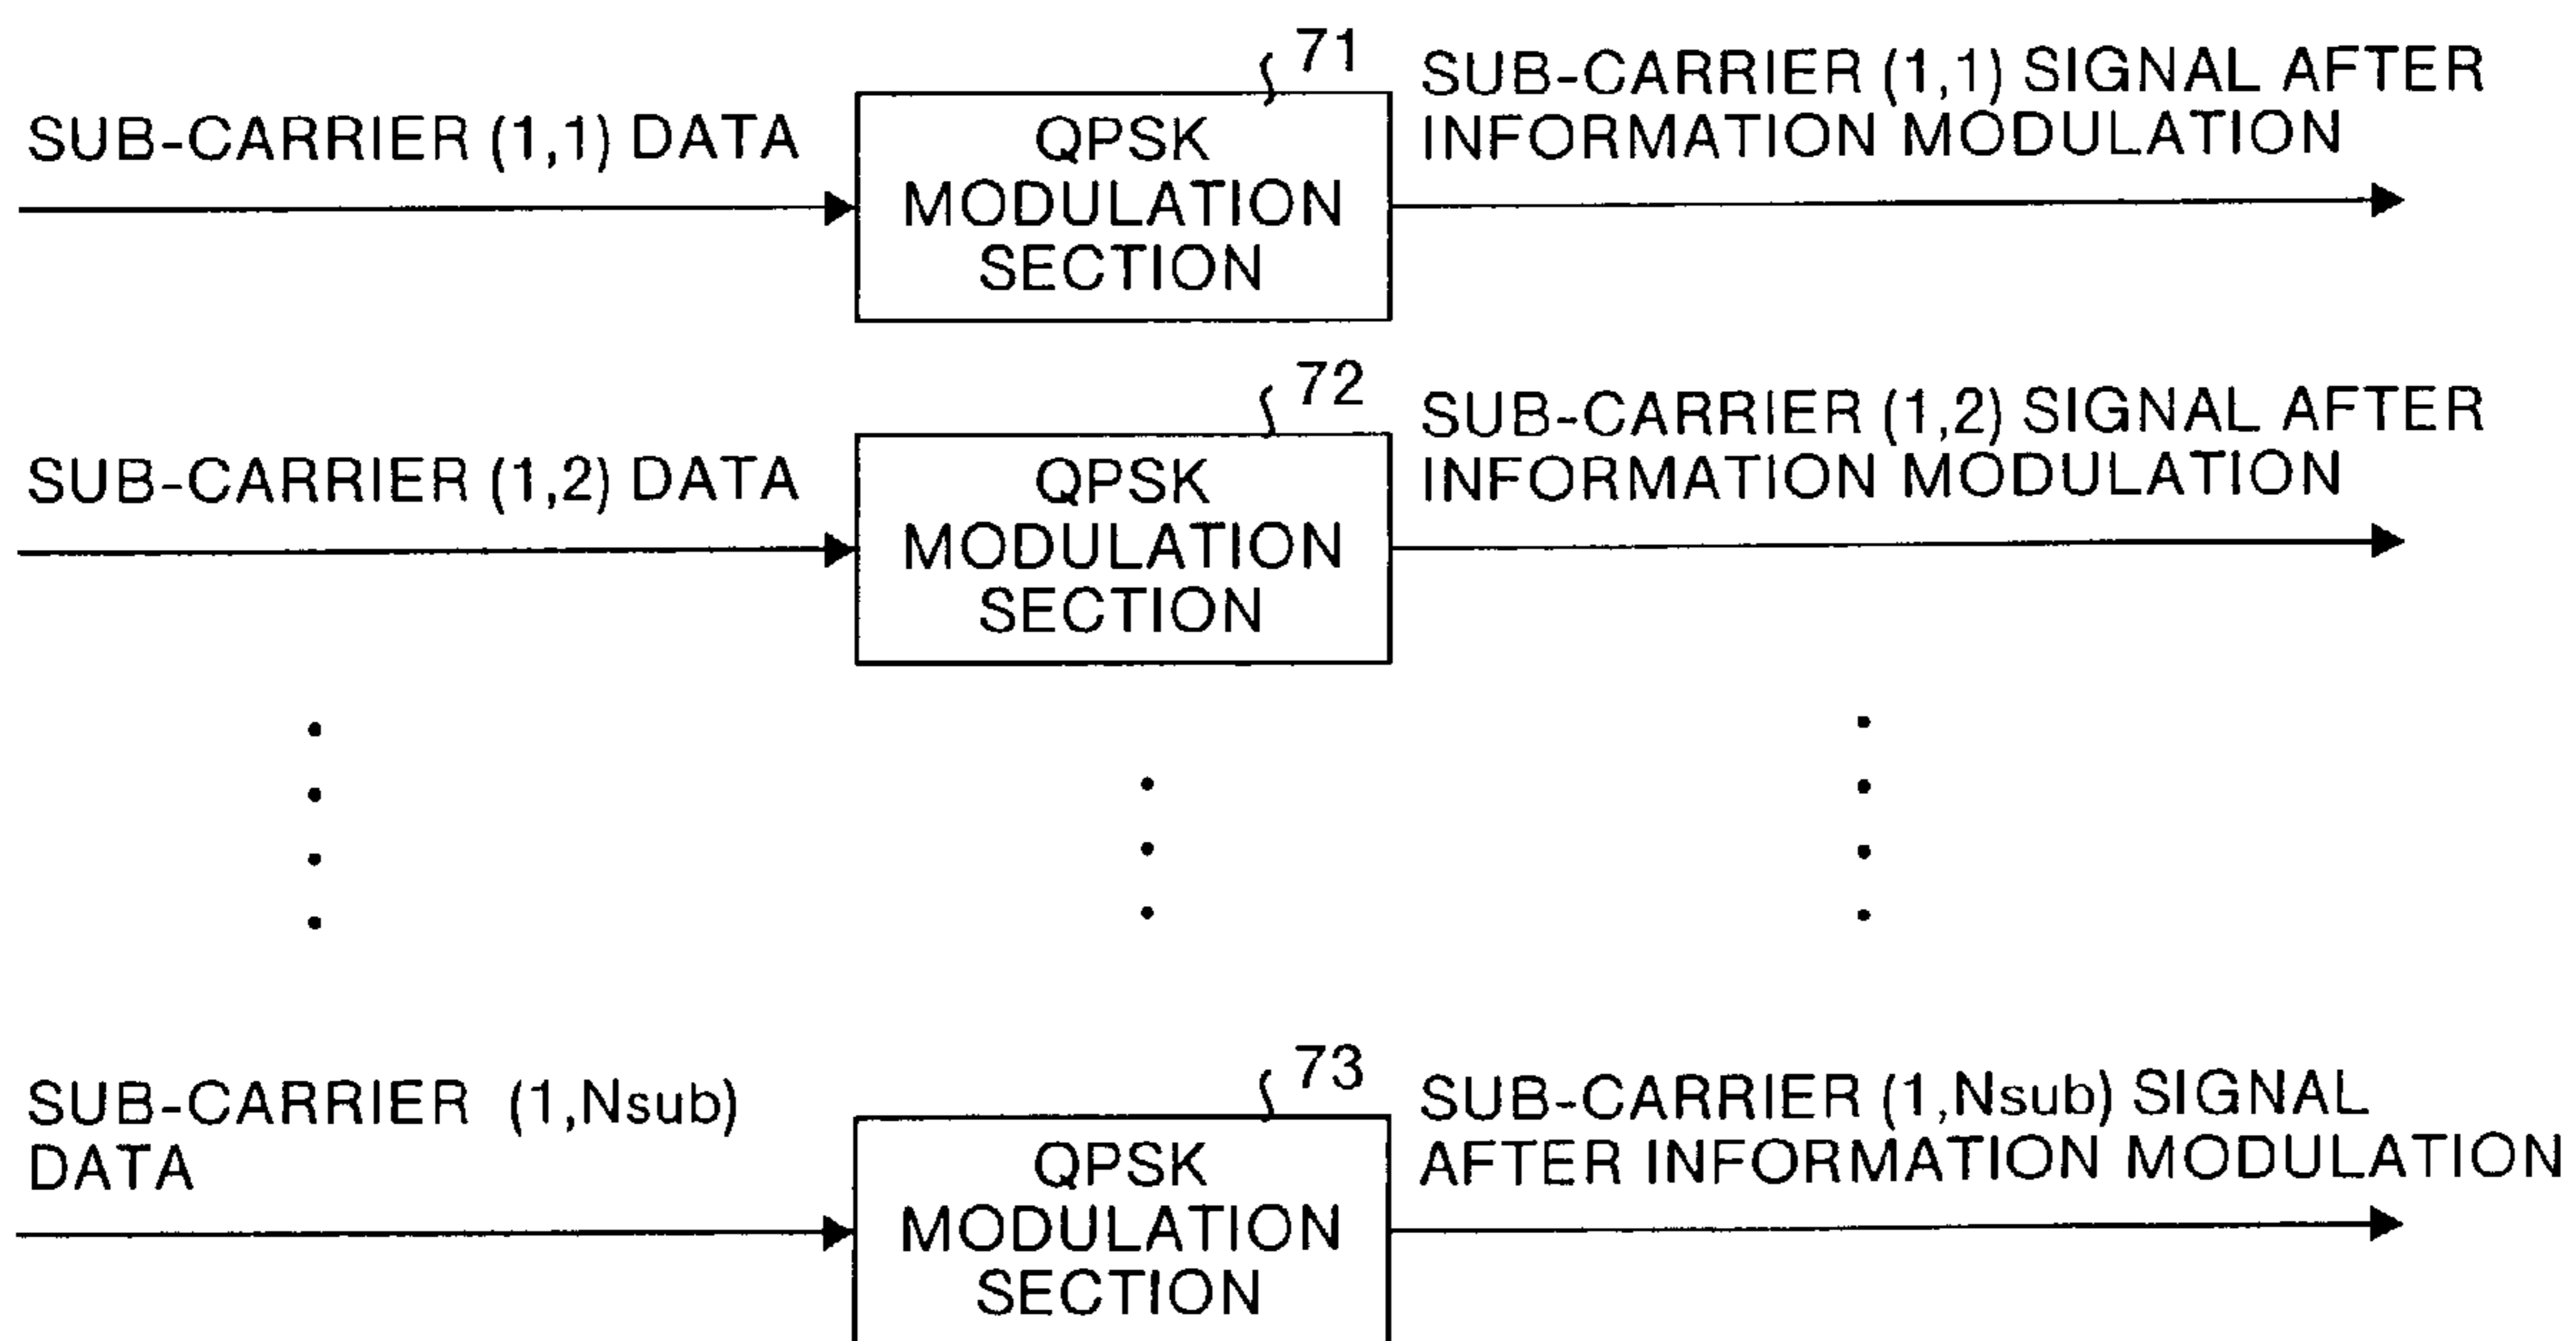 71
SUB-CARRIER (1,1) DATA
QPSK
MODULATION
SECTION
SUB-CARRIER (1,1) SIGNAL AFTER
INFORMATION MODULATION
72
SUB-CARRIER (1,2) DATA
QPSK
MODULATION
SECTION
SUB-CARRIER (1,2) SIGNAL AFTER
INFORMATION MODULATION
73
SUB-CARRIER (1,Nsub)
DATA
QPSK
MODULATION
SECTION
SUB-CARRIER (1,Nsub) SIGNAL
AFTER INFORMATION MODULATION